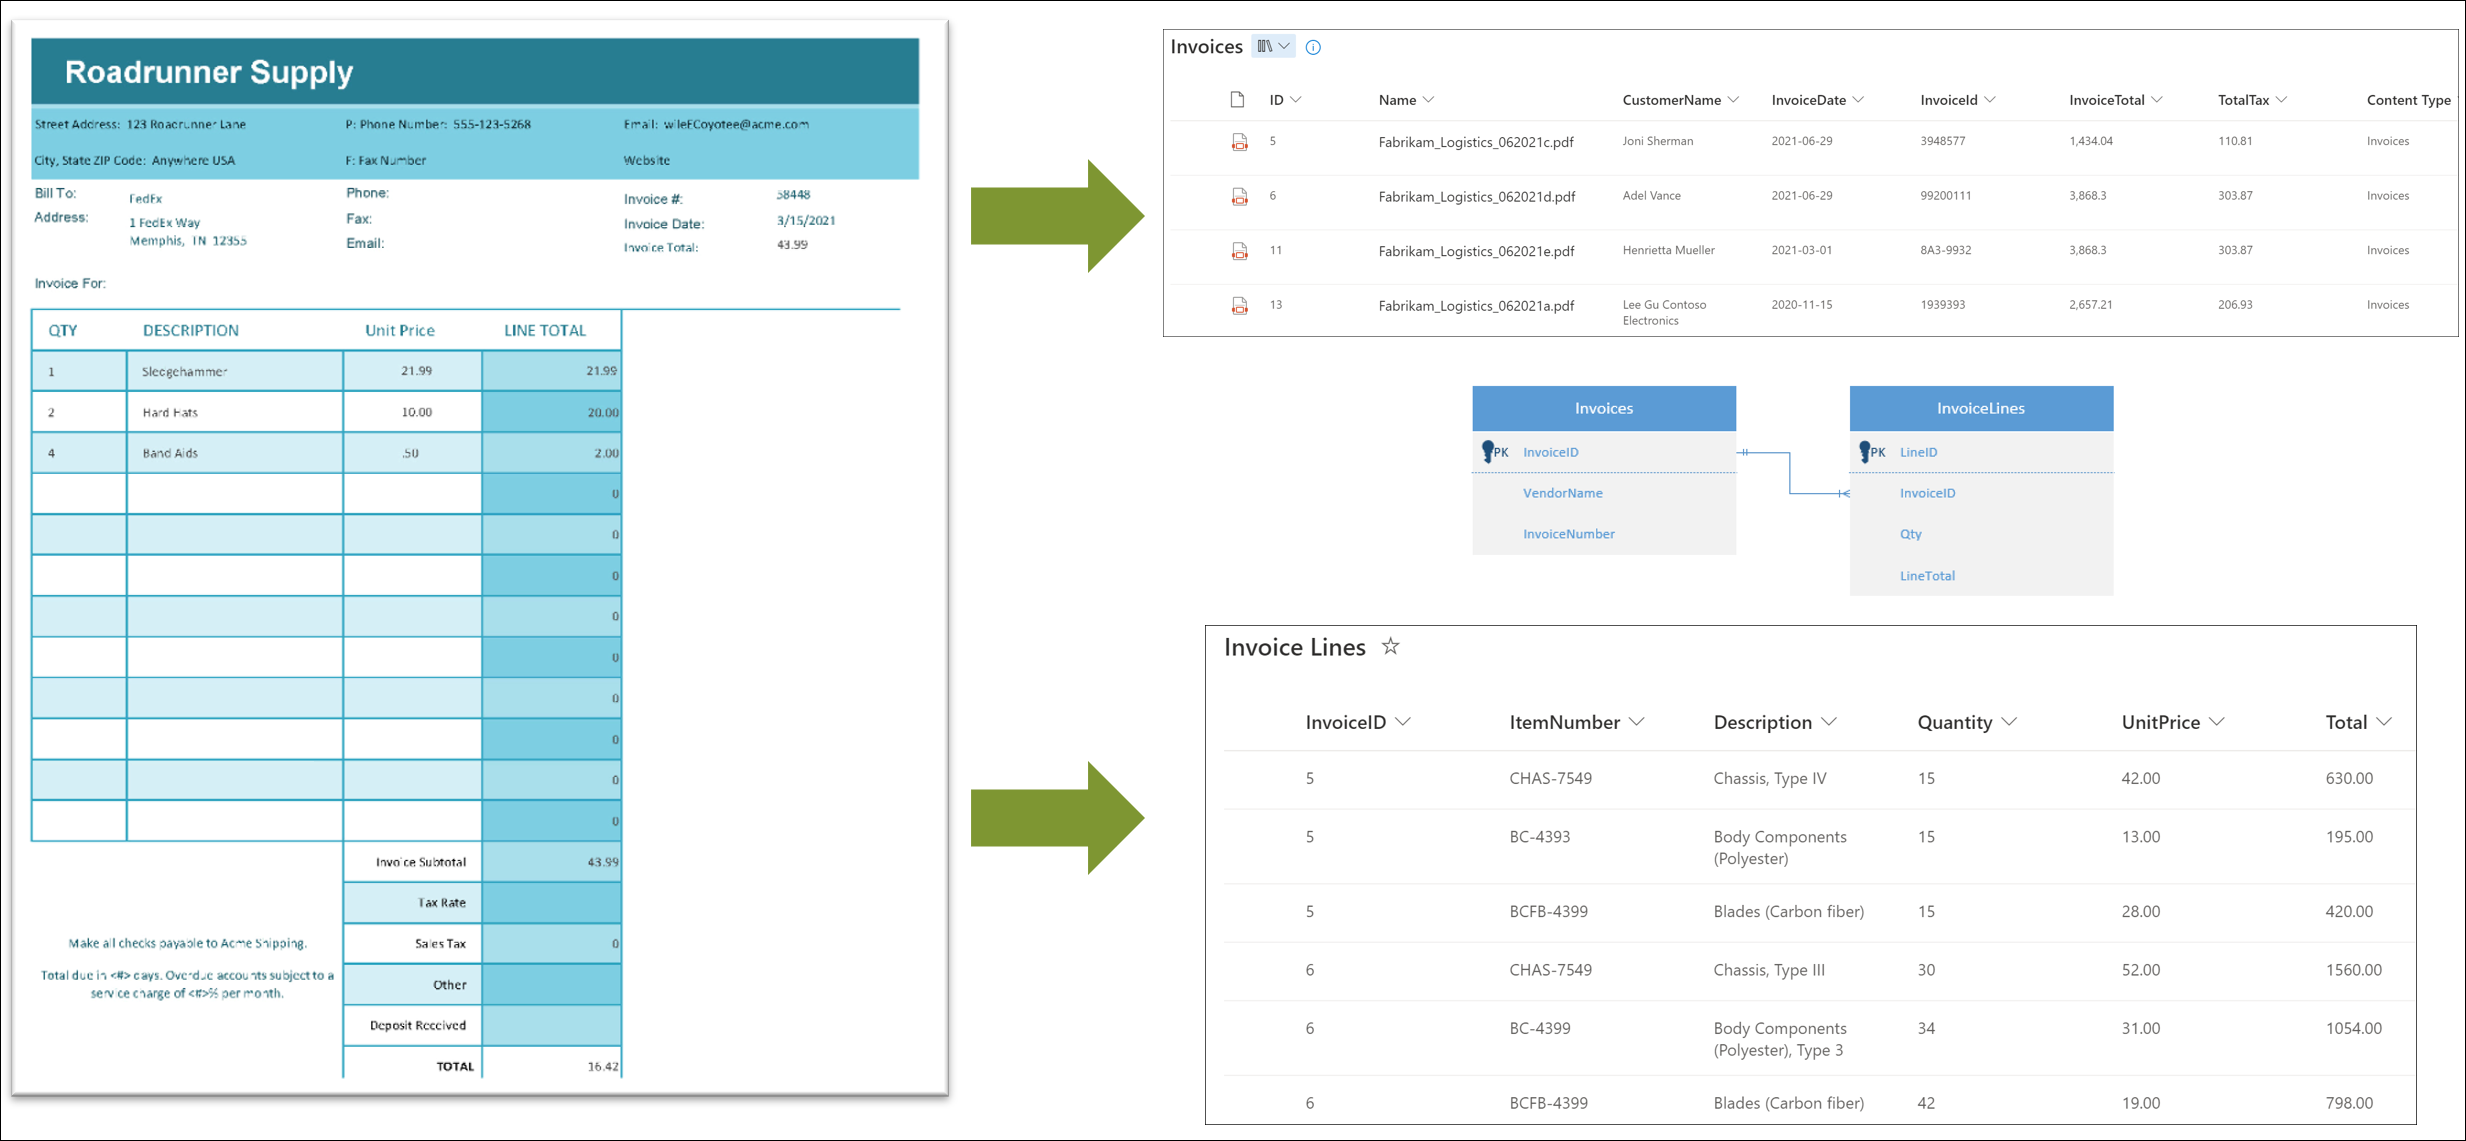 Roadrunner Supply
Street Address: 123 Roadrunner Lane P: Phone Number: 555-123-5268 Email: wileECoyotee@acme.com
City, State ZIP Code: Anywhere USA F: Fax Number Website
Bill To: FedEx Phone: Invoice #: 58448
Address: 1 FedEx Way Fax: Invoice Date: 3/15/2021
Memphis, TN 12355 Email: Invoice Total: 43.99
Invoice For:
QTY DESCRIPTION Unit Price LINE TOTAL
1 Sledgehammer 21.99 21.99
2 Hard Hats 10.00 20.00
4 Band Aids .50 2.00
0
0
0
0
0
0
0
0
0
Invoice Subtotal 43.99
Tax Rate
Sales Tax 0
Other
Deposit Received
TOTAL 16.42
Make all checks payable to Acme Shipping.
Total due in <#> days. Overdue accounts subject to a
service charge of <#>% per month.
Invoices
ID Name CustomerName InvoiceDate InvoiceId InvoiceTotal TotalTax Content Type
5 Fabrikam_Logistics_062021c.pdf Joni Sherman 2021-06-29 3948577 1,434.04 110.81 Invoices
6 Fabrikam_Logistics_062021d.pdf Adel Vance 2021-06-29 99200111 3,868.3 303.87 Invoices
11 Fabrikam_Logistics_062021e.pdf Henrietta Mueller 2021-03-01 8A3-9932 3,868.3 303.87 Invoices
13 Fabrikam_Logistics_062021a.pdf Lee Gu Contoso 2020-11-15 1939393 2,657.21 206.93 Invoices
Electronics
Invoices
PK InvoiceID
VendorName
InvoiceNumber
InvoiceLines
PK LineID
InvoiceID
Qty
LineTotal
Invoice Lines
InvoiceID ItemNumber Description Quantity UnitPrice Total
5 CHAS-7549 Chassis, Type IV 15 42.00 630.00
5 BC-4393 Body Components 15 13.00 195.00
(Polyester)
5 BCFB-4399 Blades (Carbon fiber) 15 28.00 420.00
6 CHAS-7549 Chassis, Type III 30 52.00 1560.00
6 BC-4399 Body Components 34 31.00 1054.00
(Polyester), Type 3
6 BCFB-4399 Blades (Carbon fiber) 42 19.00 798.00